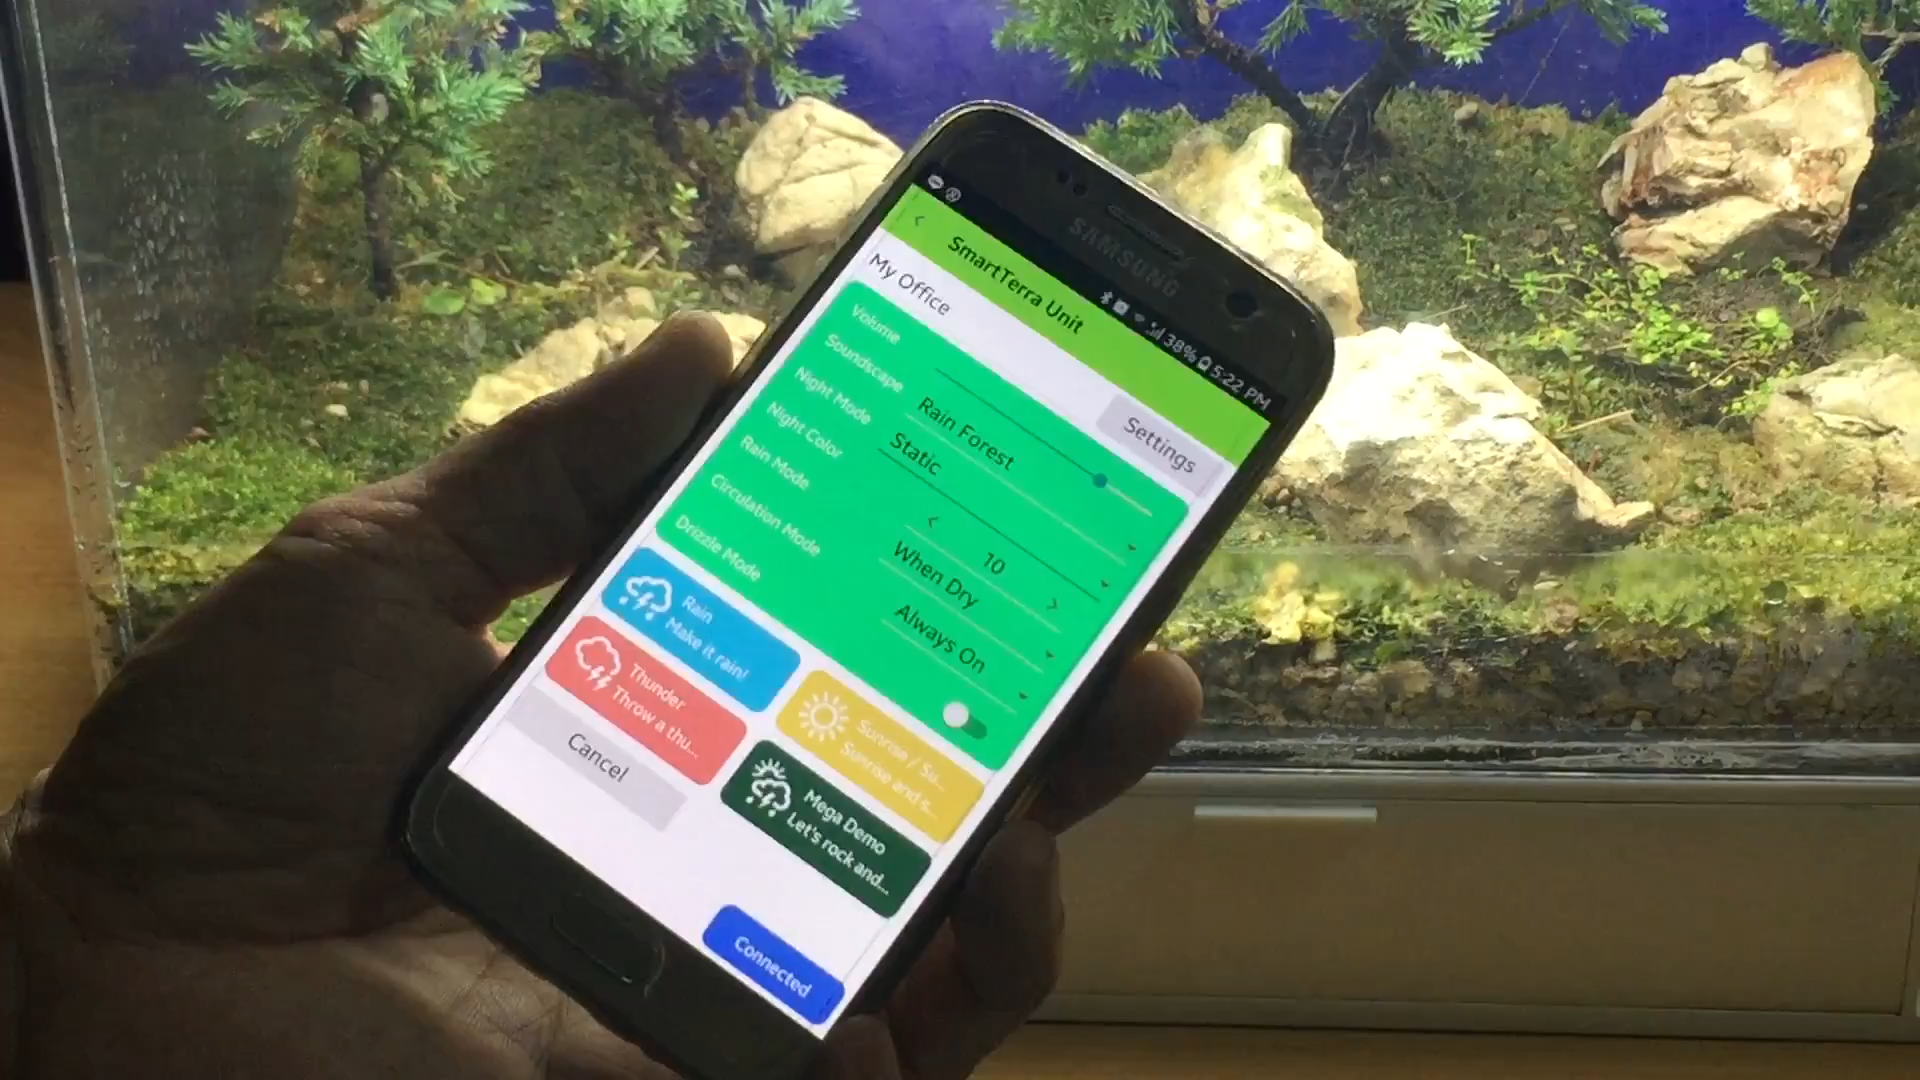 SAMSUNG
38% 5:22 PM
SmartTerra Unit
My Office
Settings
Volume
Soundscape
Rain Forest
Night Mode
Static
Night Color
10
Rain Mode
When Dry
Circulation Mode
Always On
Drizzle Mode
Rain
Make it rain!
Sunrise / Su...
Sunrise and s...
Thunder
Throw a thu...
Mega Demo
Let's rock and...
Cancel
Connected